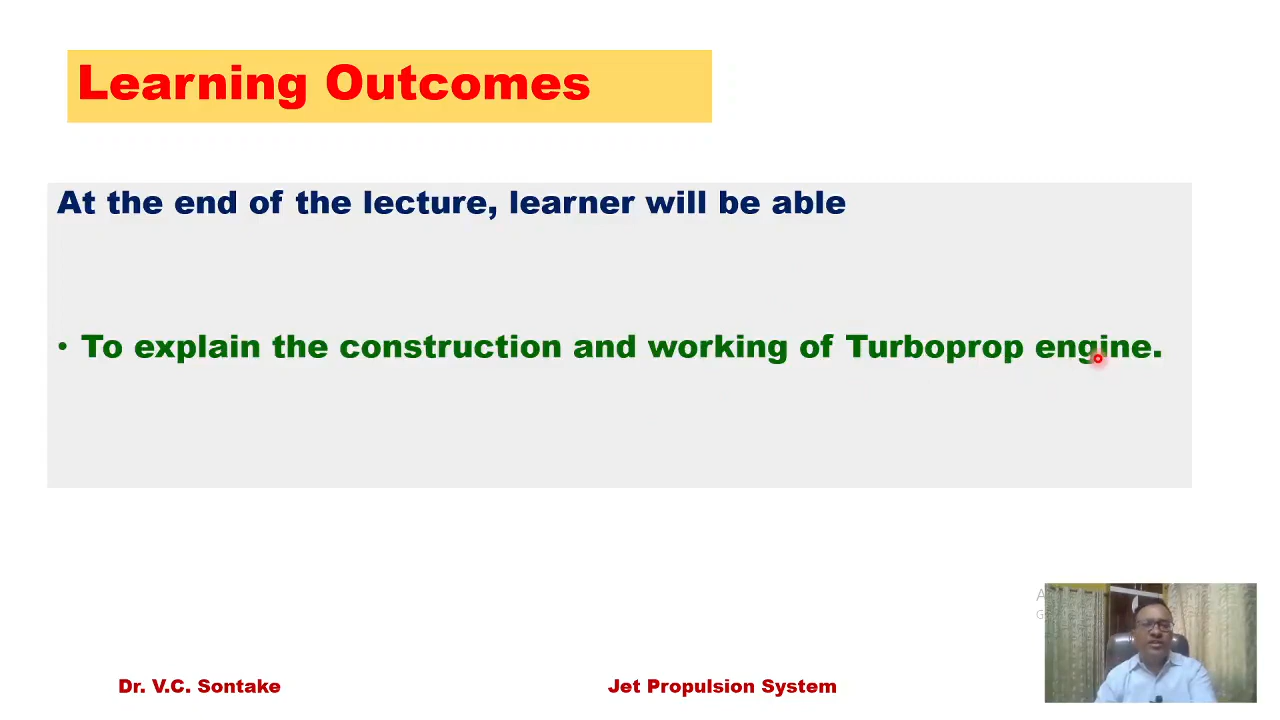 Learning Outcomes
At the end of the lecture, learner will be able
• To explain the construction and working of Turboprop engine.
Dr. V.C. Sontake
Jet Propulsion System